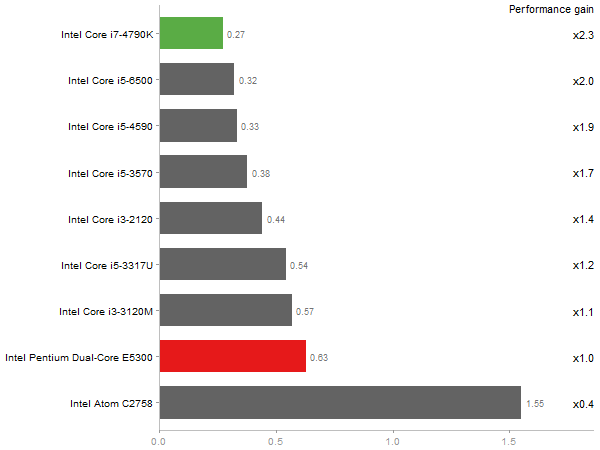 Performance gain
Intel Core i7-4790K 0.27 x2.3
Intel Core i5-6500 0.32 x2.0
Intel Core i5-4590 0.33 x1.9
Intel Core i5-3570 0.38 x1.7
Intel Core i3-2120 0.44 x1.4
Intel Core i5-3317U 0.54 x1.2
Intel Core i3-3120M 0.57 x1.1
Intel Pentium Dual-Core E5300 0.63 x1.0
Intel Atom C2758 1.55 x0.4
0.0 0.5 1.0 1.5